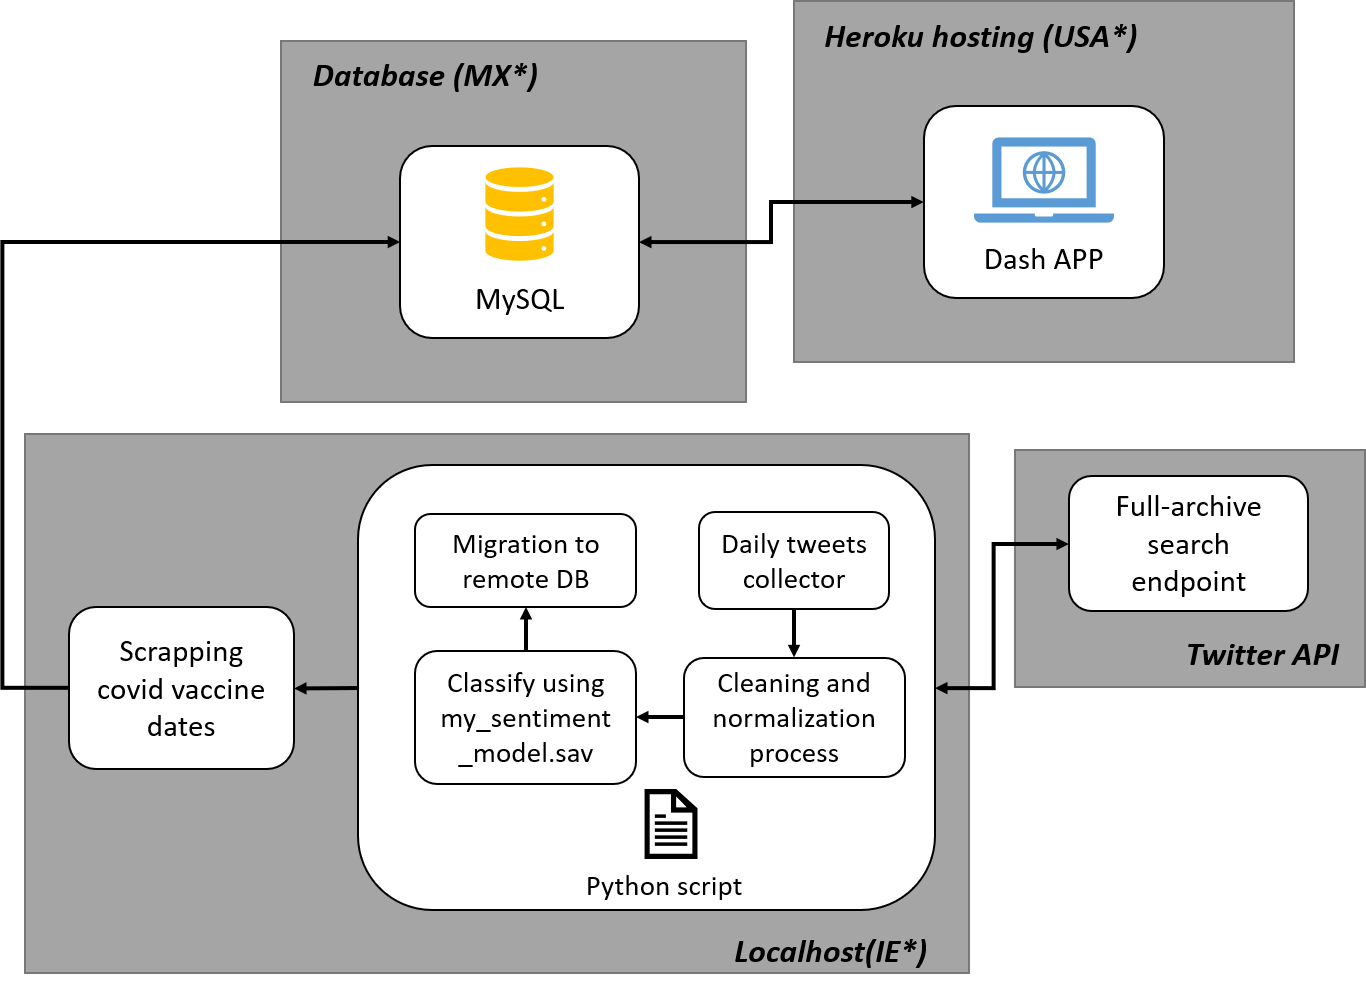 Database (MX*)
Heroku hosting (USA*)
MySQL
Dash APP
Migration to
remote DB
Daily tweets
collector
Full-archive
search
endpoint
Twitter API
Scrapping
covid vaccine
dates
Classify using
my_sentiment
_model.sav
Cleaning and
normalization
process
Python script
Localhost(IE*)